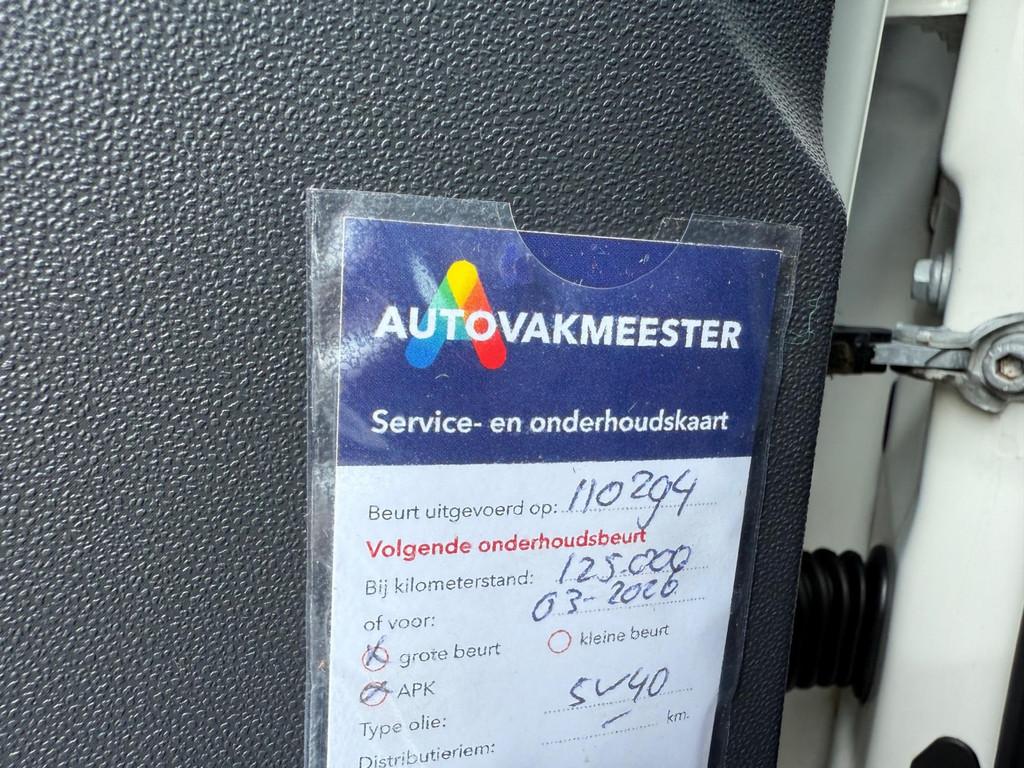 AUTOVAKMEESTER
Service- en onderhoudskaart
Beurt uitgevoerd op: 110294
Volgende onderhoudsbeurt
Bij kilometerstand: 125.000
of voor: 03-2026
grote beurt kleine beurt
APK
Type olie: 5W40
Distributieriem: – km.